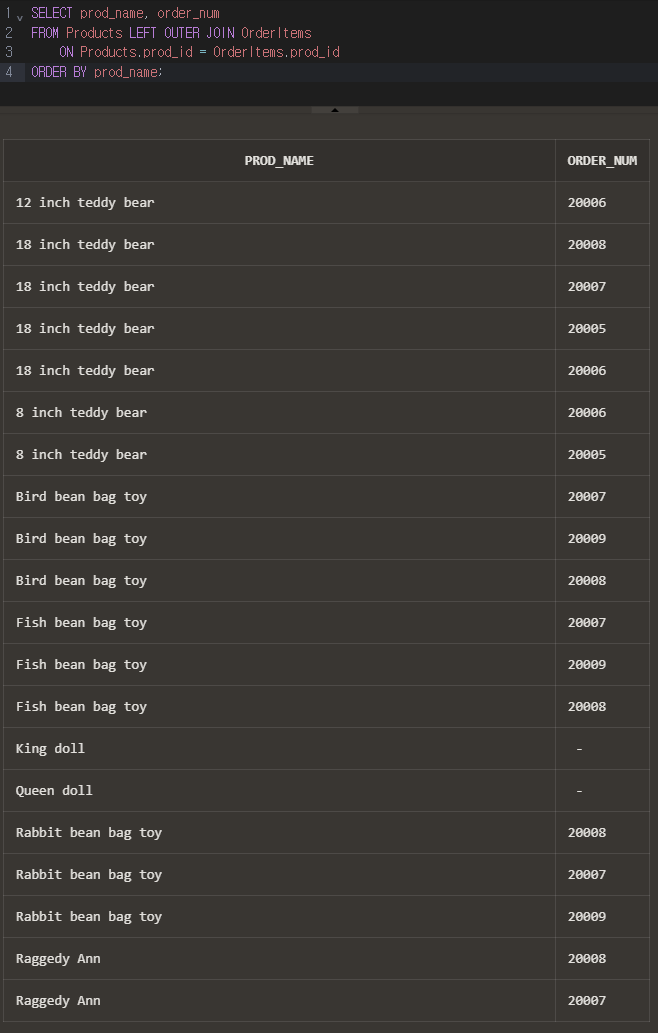 1 SELECT prod_name, order_num
2 FROM Products LEFT OUTER JOIN OrderItems
3 ON Products.prod_id = OrderItems.prod_id
4 ORDER BY prod_name;
PROD_NAME ORDER_NUM
12 inch teddy bear 20006
18 inch teddy bear 20008
18 inch teddy bear 20007
18 inch teddy bear 20005
18 inch teddy bear 20006
8 inch teddy bear 20006
8 inch teddy bear 20005
Bird bean bag toy 20007
Bird bean bag toy 20009
Bird bean bag toy 20008
Fish bean bag toy 20007
Fish bean bag toy 20009
Fish bean bag toy 20008
King doll -
Queen doll -
Rabbit bean bag toy 20008
Rabbit bean bag toy 20007
Rabbit bean bag toy 20009
Raggedy Ann 20008
Raggedy Ann 20007